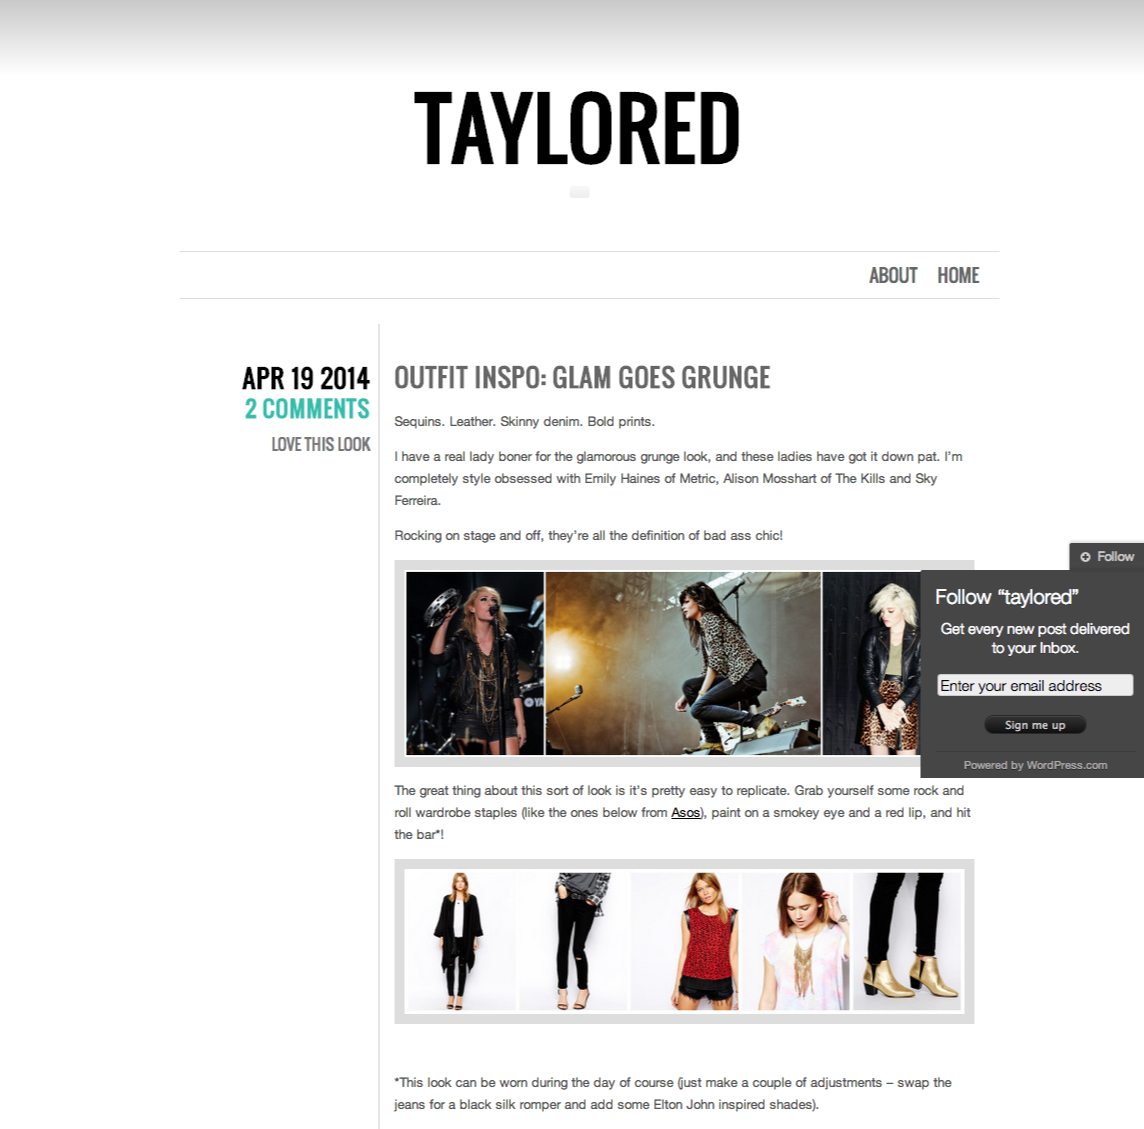 TAYLORED
ABOUT HOME
APR 19 2014
2 COMMENTS
LOVE THIS LOOK
OUTFIT INSPO: GLAM GOES GRUNGE
Sequins. Leather. Skinny denim. Bold prints.
I have a real lady boner for the glamorous grunge look, and these ladies have got it down pat. I'm
completely style obsessed with Emily Haines of Metric, Alison Mosshart of The Kills and Sky
Ferreira.
Rocking on stage and off, they're all the definition of bad ass chic!
Follow
Follow “taylored”
Get every new post delivered
to your Inbox.
Enter your email address
Sign me up
Powered by WordPress.com
The great thing about this sort of look is it's pretty easy to replicate. Grab yourself some rock and
roll wardrobe staples (like the ones below from Asos), paint on a smokey eye and a red lip, and hit
the bar*!
*This look can be worn during the day of course (just make a couple of adjustments – swap the
jeans for a black silk romper and add some Elton John inspired shades).